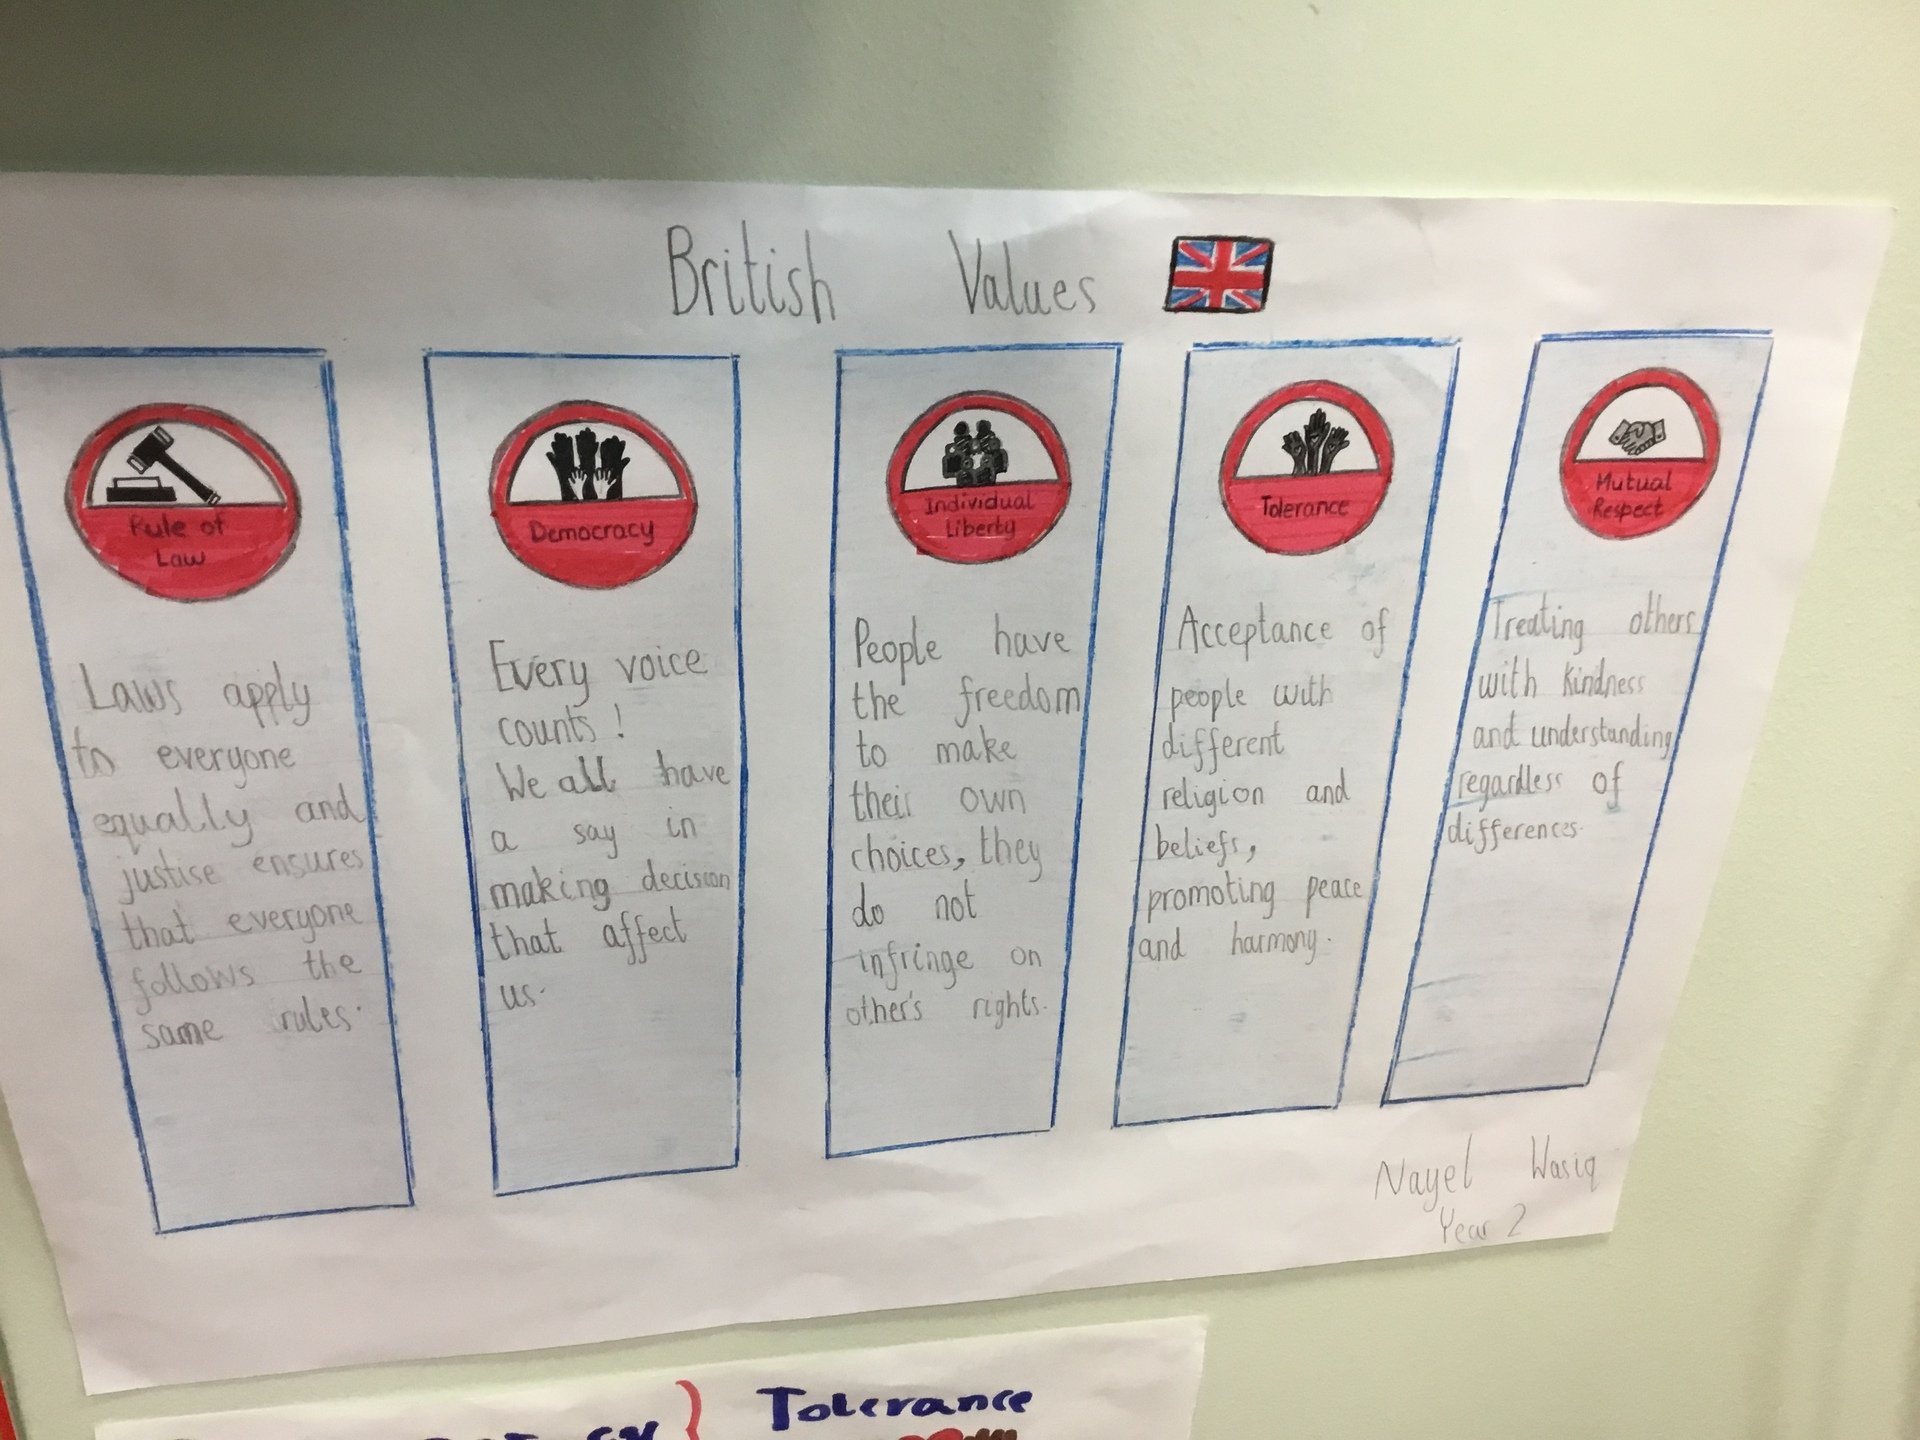 British Values
Rule of
Law
Laws apply
to everyone
equally and
justise ensures
that everyone
follows the
same rules.
Democracy
Every voice
counts!
We all have
a say in
making decision
that affect
us.
Individual
Liberty
People have
the freedom
to make
their own
choices, they
do not
infringe on
other's rights.
Tolerance
Acceptance of
people with
different
religion and
beliefs,
promoting peace
and harmony.
Mutual
Respect
Treating others
with kindness
and understanding
regardless of
differences.
Nayel Wasiq
Year 2
Tolerance